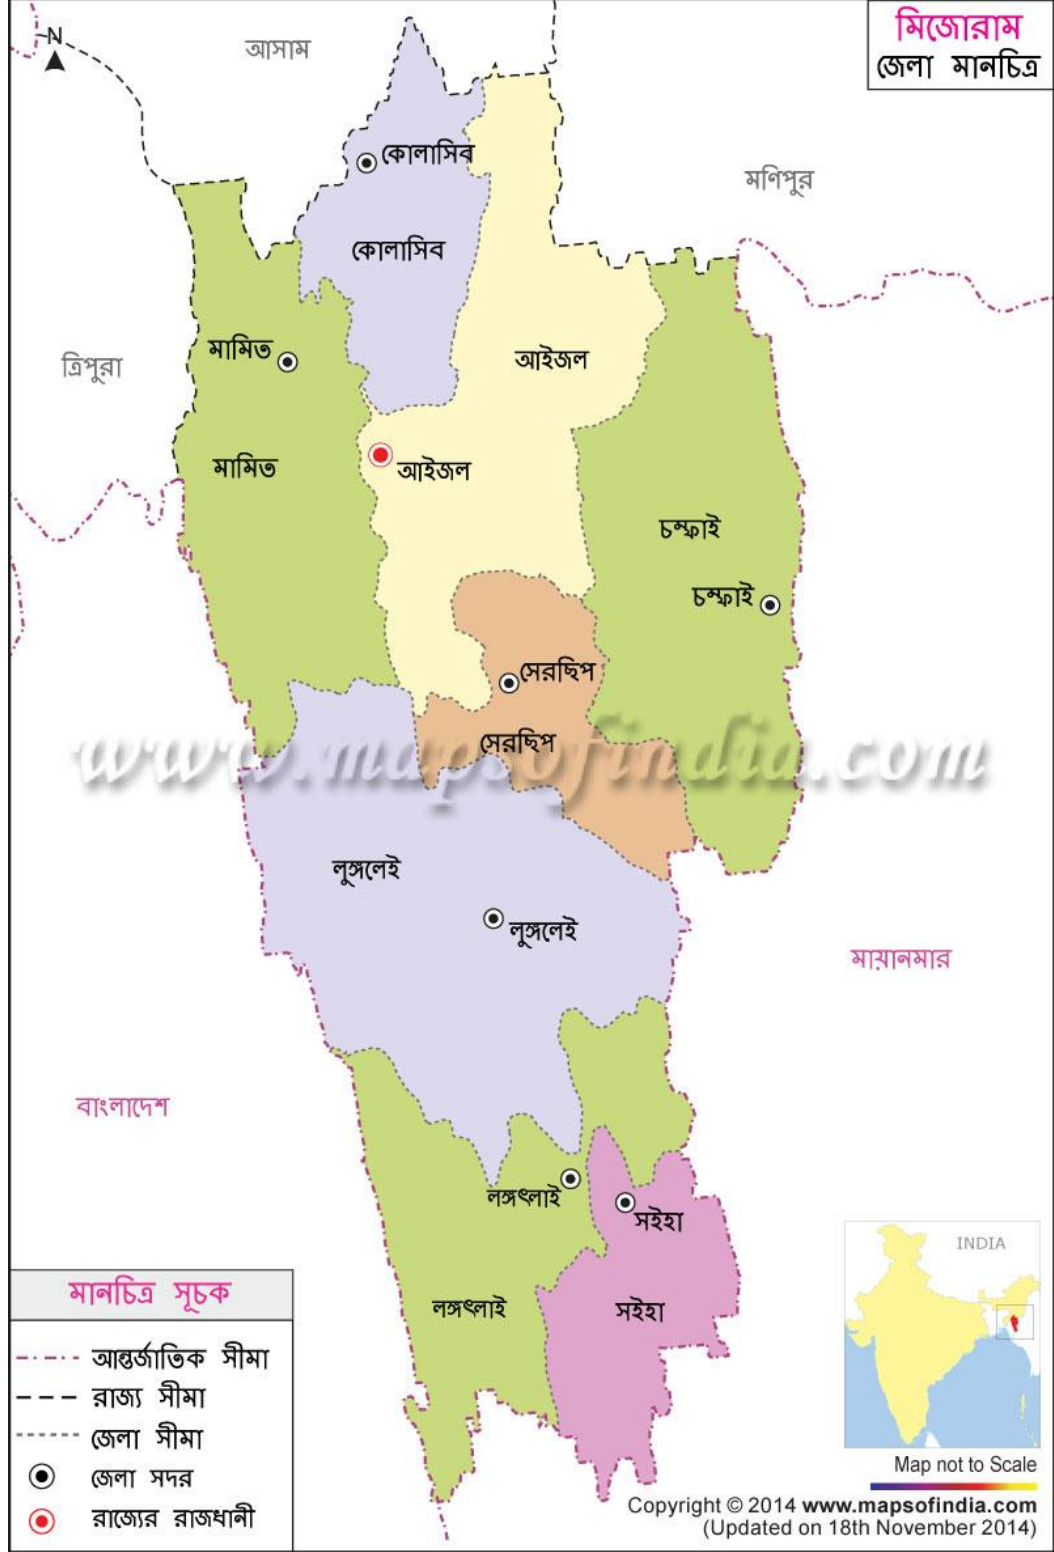 মিজোরাম
জেলা মানচিত্র
N
আসাম
মণিপুর
কোলাসিব
কোলাসিব
ত্রিপুরা
মামিত
আইজল
মামিত
আইজল
চম্ফাই
চম্ফাই
সেরছিপ
সেরছিপ
www.mapsofindia.com
লুঙ্গলেই
লুঙ্গলেই
মায়ানমার
বাংলাদেশ
লঙ্গৎলাই
সইহা
লঙ্গৎলাই
সইহা
INDIA
মানচিত্র সূচক
আন্তর্জাতিক সীমা
রাজ্য সীমা
জেলা সীমা
জেলা সদর
রাজ্যের রাজধানী
Map not to Scale
Copyright © 2014 www.mapsofindia.com
(Updated on 18th November 2014)